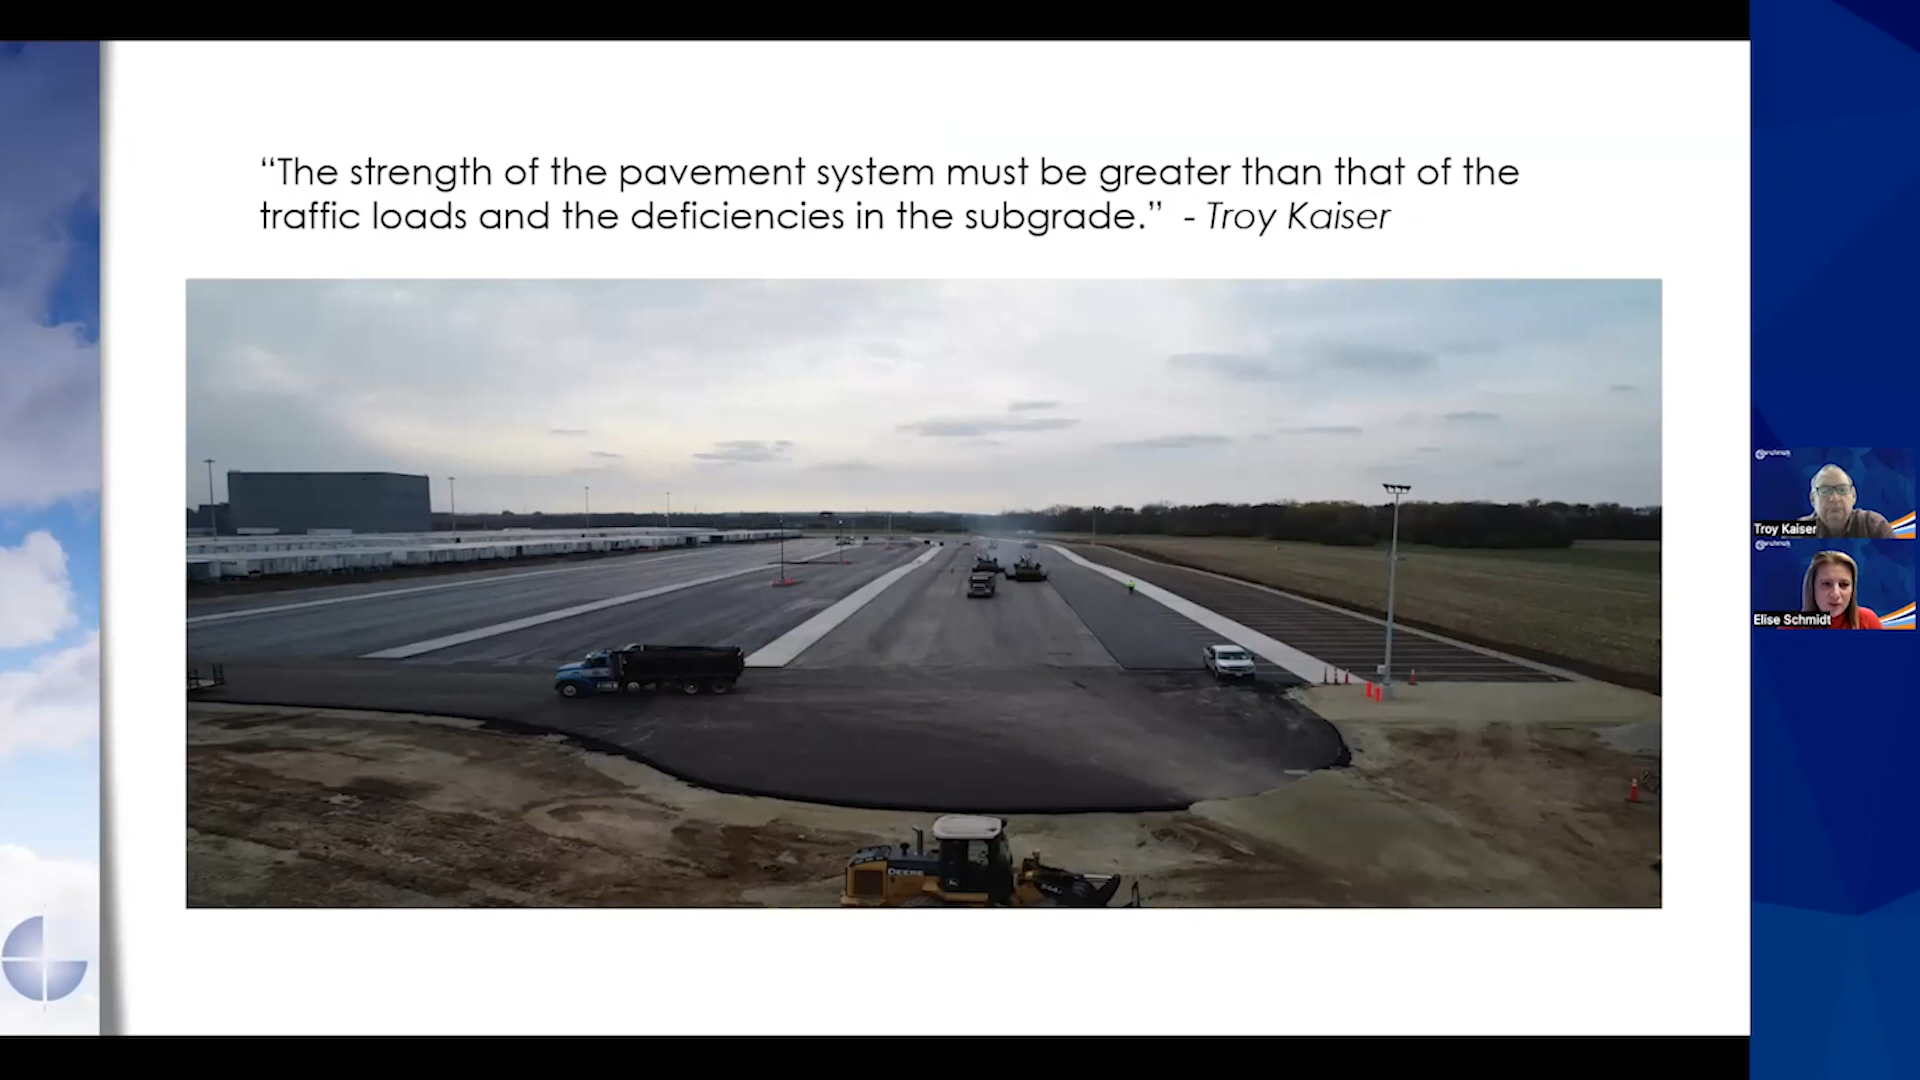 “The strength of the pavement system must be greater than that of the
traffic loads and the deficiencies in the subgrade.” - Troy Kaiser
DEERE
Troy Kaiser
Elise Schmidt